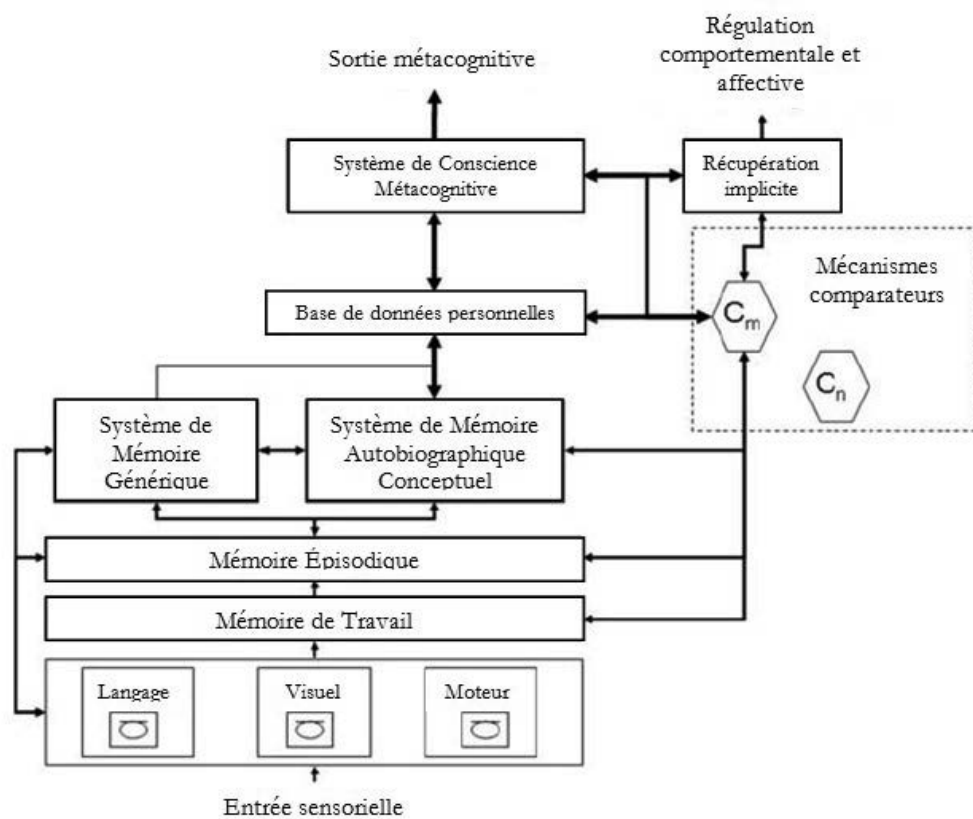 Régulation
comportementale et
affective
Sortie métacognitive
Système de Conscience
Métacognitive
Récupération
implicite
Mécanismes
comparateurs
Base de données personnelles
Cm
Cn
Système de
Mémoire
Générique
Système de Mémoire
Autobiographique
Conceptuel
Mémoire Épisodique
Mémoire de Travail
Langage
Visuel
Moteur
Entrée sensorielle